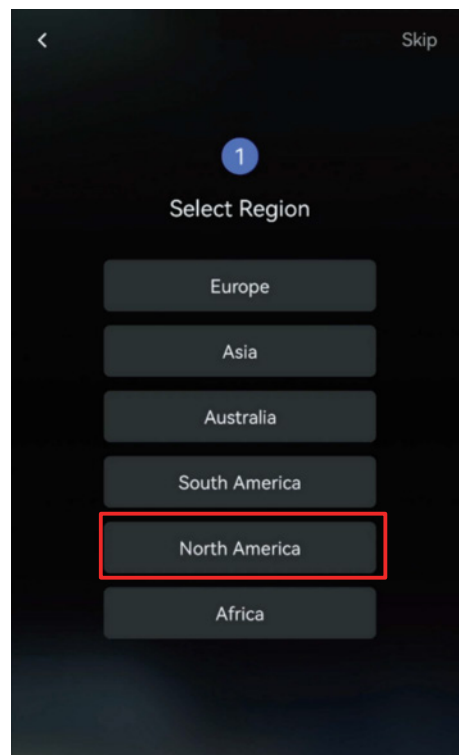 Skip
1
Select Region
Europe
Asia
Australia
South America
North America
Africa